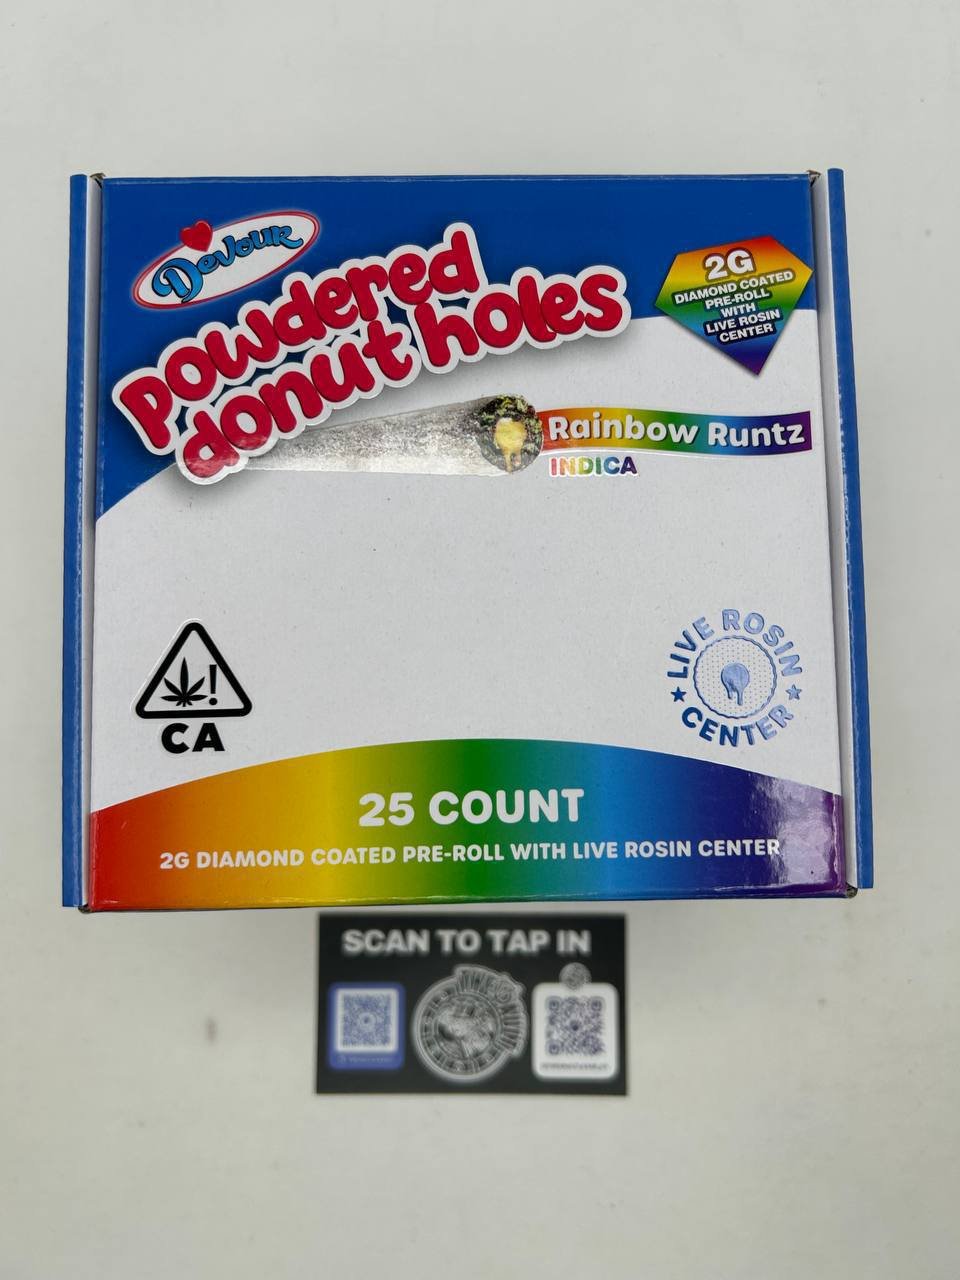 Devour
powdered
donut holes
2G
DIAMOND COATED
PRE-ROLL
WITH
LIVE ROSIN
CENTER
Rainbow Runtz
INDICA
CA
LIVE ROSIN
CENTER
25 COUNT
2G DIAMOND COATED PRE-ROLL WITH LIVE ROSIN CENTER
SCAN TO TAP IN